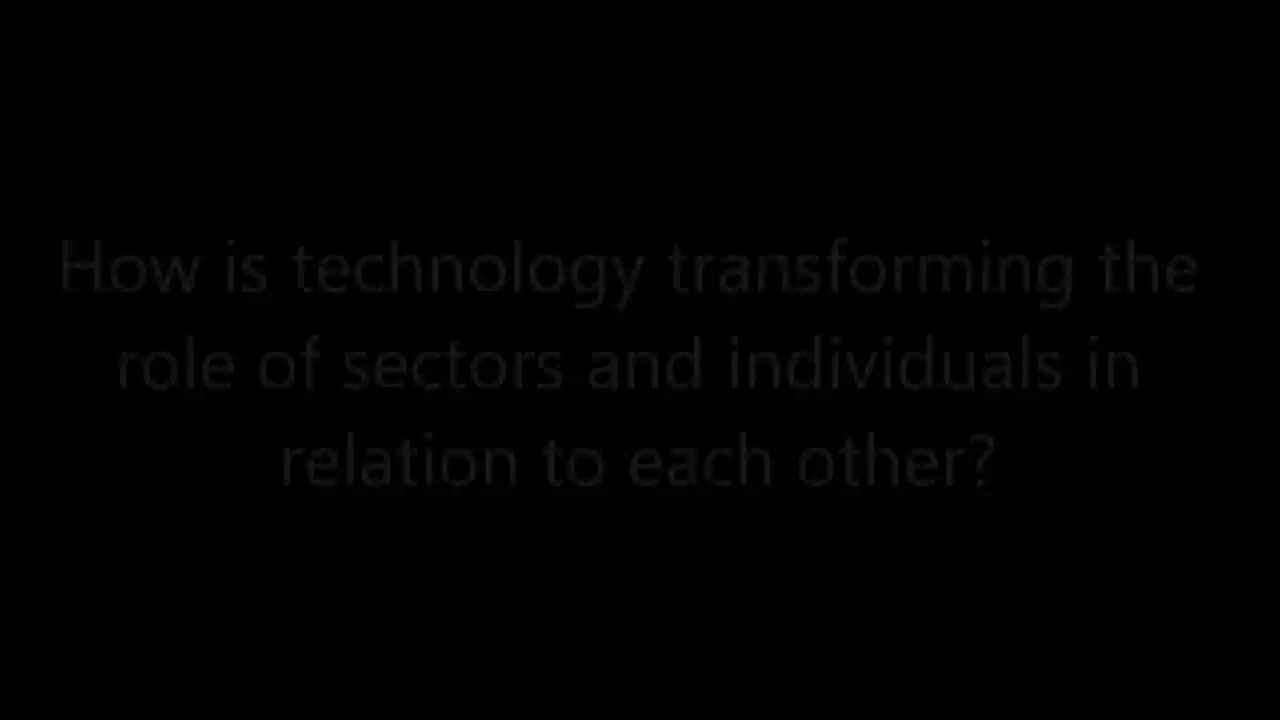 How is technology transforming the
role of sectors and individuals in
relation to each other?